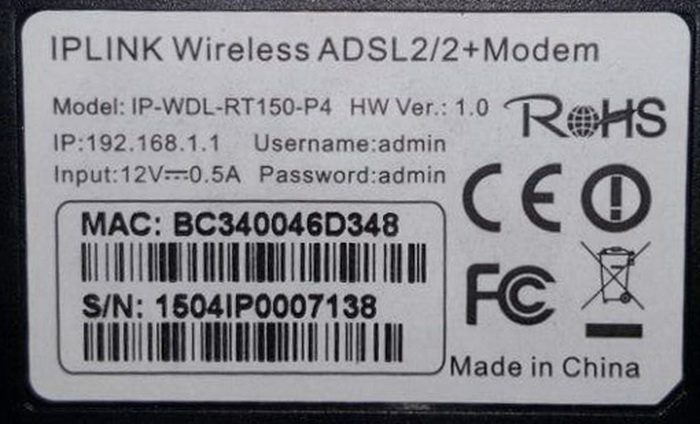 IPLINK Wireless ADSL2/2+Modem
Model: IP-WDL-RT150-P4 HW Ver.: 1.0 RoHS
IP:192.168.1.1 Username:admin
Input:12V⎓0.5A Password:admin
CE
MAC: BC340046D348
FC
S/N: 1504IP0007138
Made in China